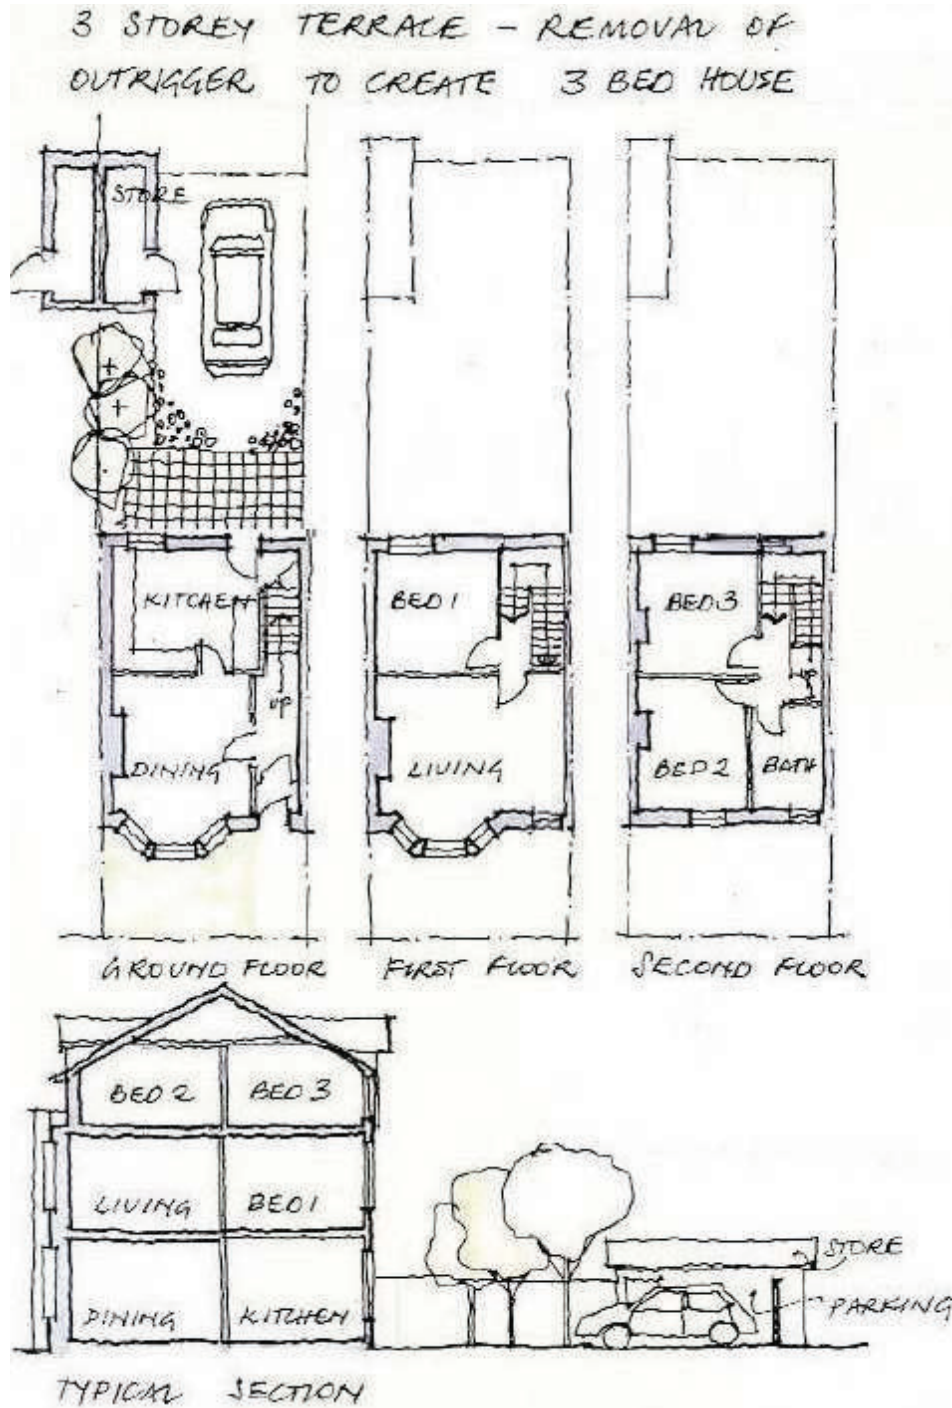 3 STOREY TERRACE - REMOVAL OF
OUTRIGGER TO CREATE 3 BED HOUSE
STORE
KITCHEN
UP
DINING
BED 1
LIVING
BED 3
UP
BED 2
BATH
GROUND FLOOR
FIRST FLOOR
SECOND FLOOR
BED 2
BED 3
LIVING
BED 1
DINING
KITCHEN
STORE
PARKING
TYPICAL SECTION